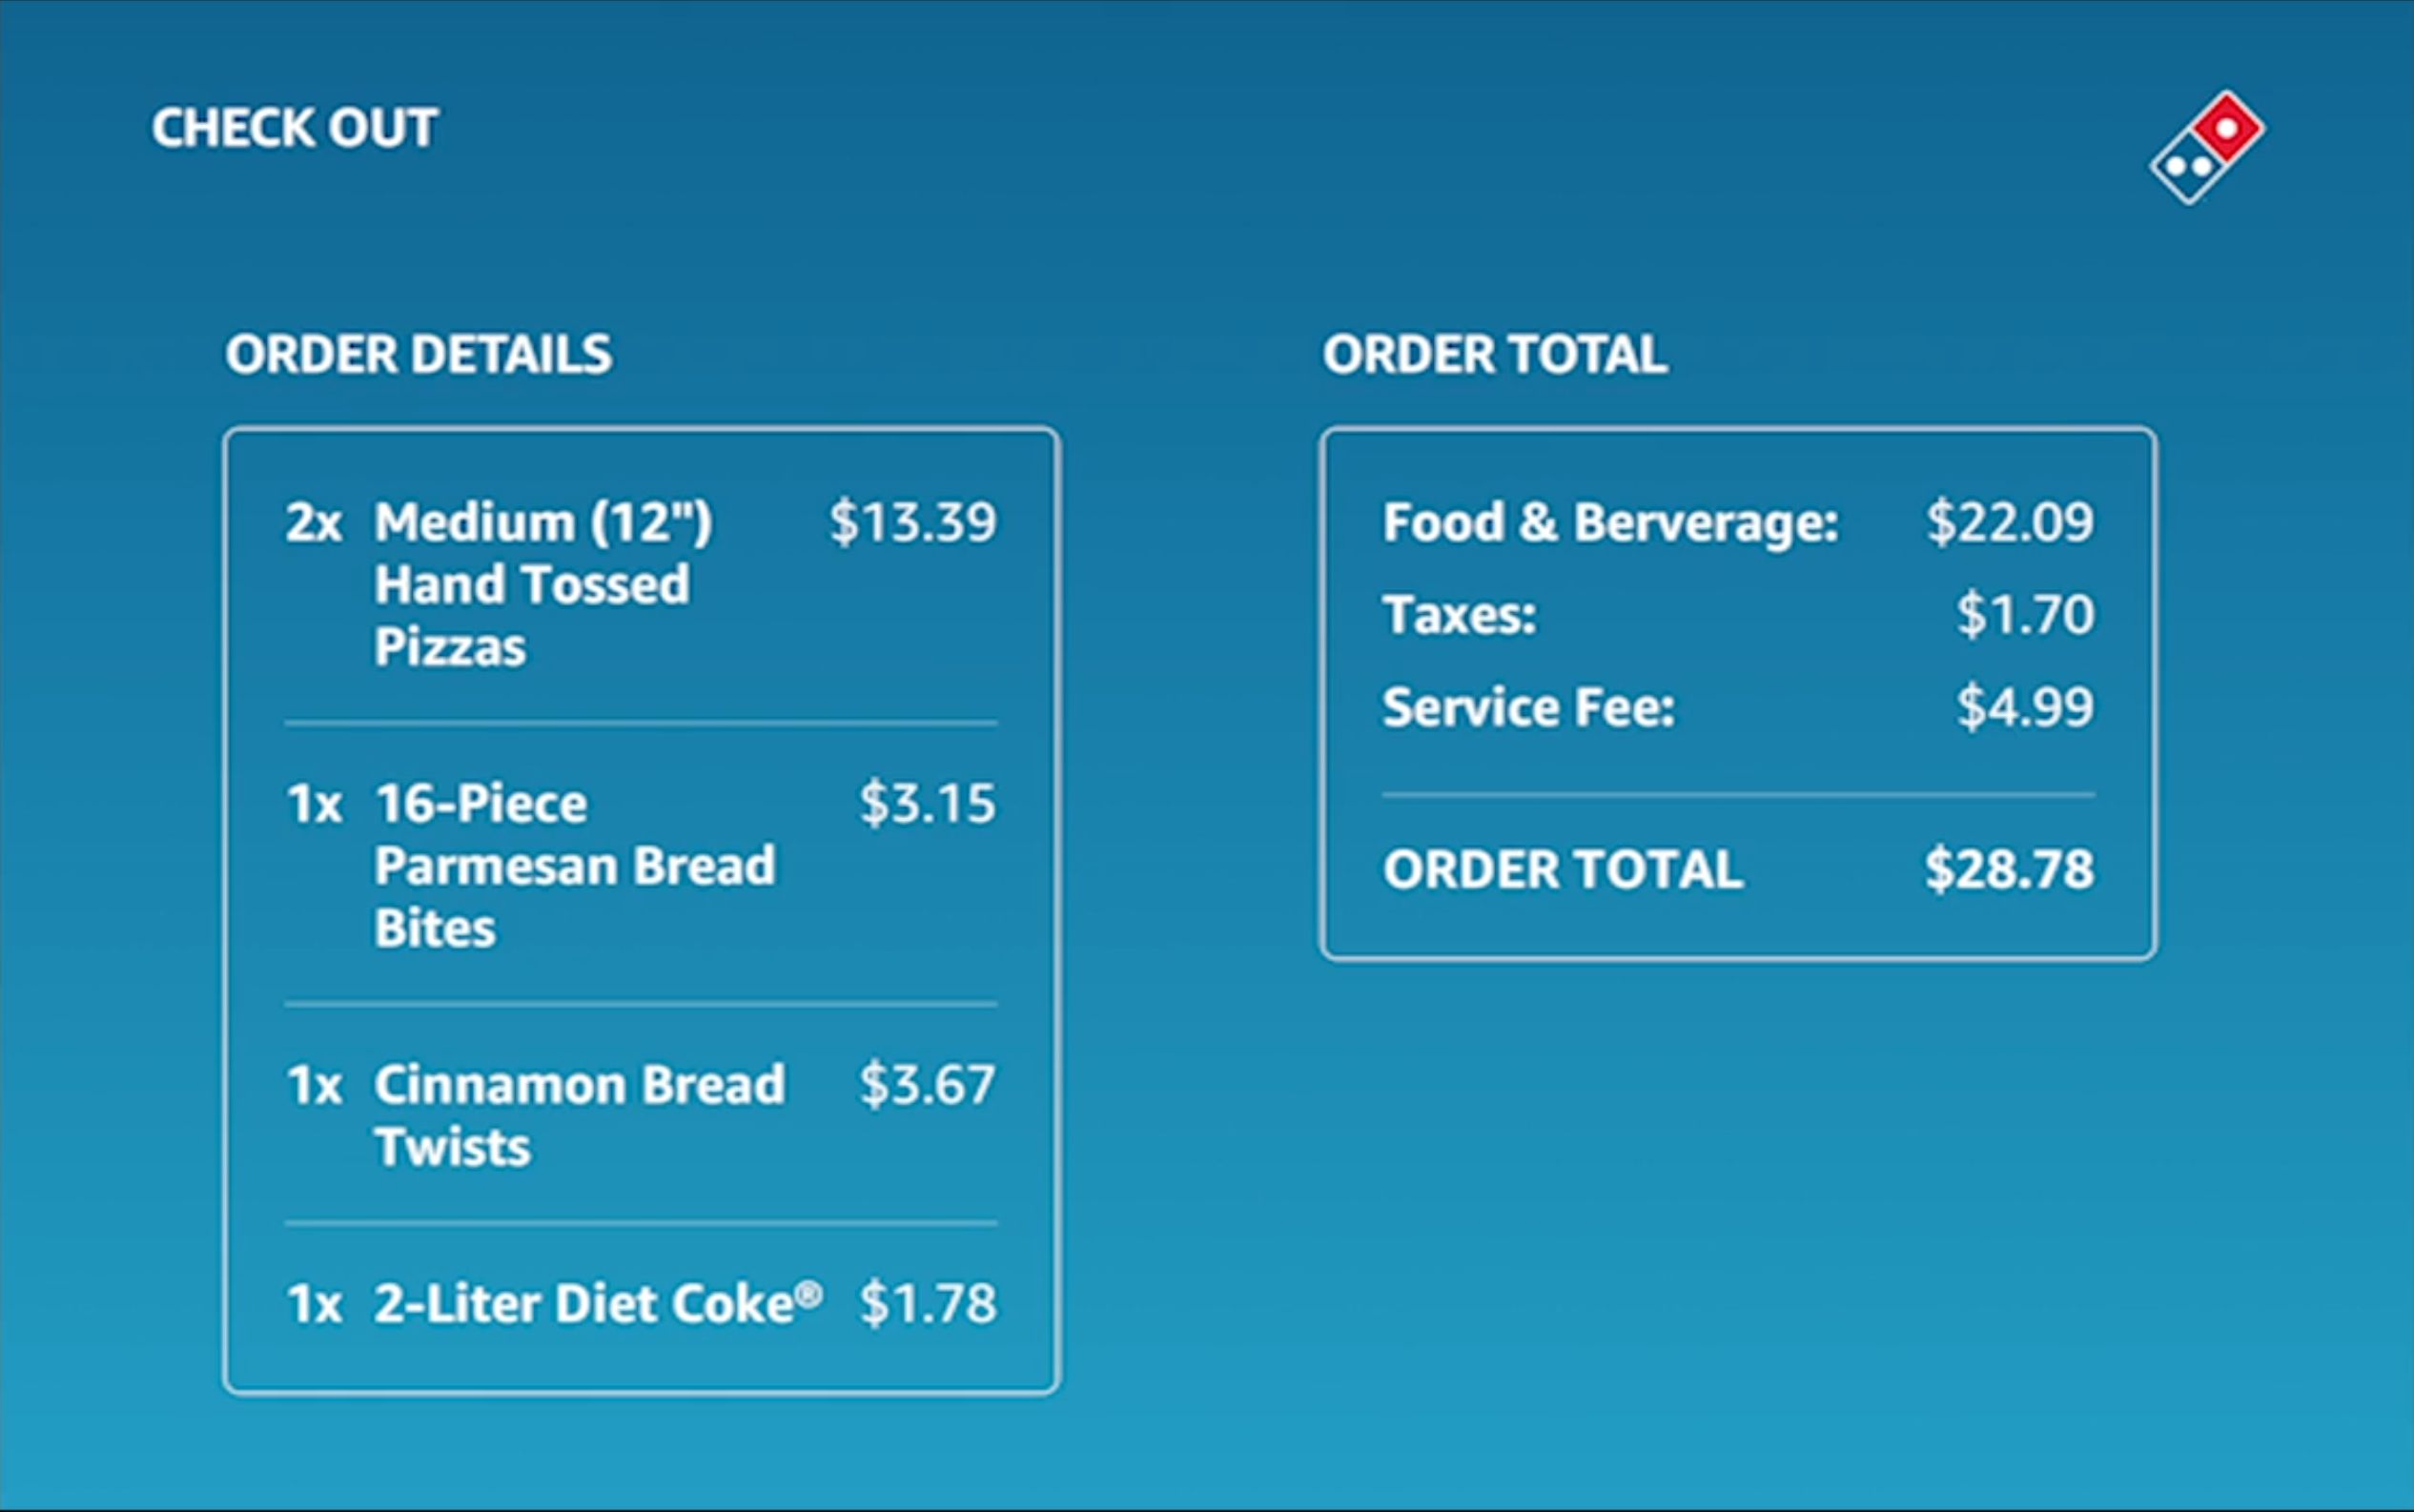 CHECK OUT
ORDER DETAILS
2x Medium (12") $13.39
Hand Tossed
Pizzas
1x 16-Piece $3.15
Parmesan Bread
Bites
1x Cinnamon Bread $3.67
Twists
1x 2-Liter Diet Coke® $1.78
ORDER TOTAL
Food & Berverage: $22.09
Taxes: $1.70
Service Fee: $4.99
ORDER TOTAL $28.78